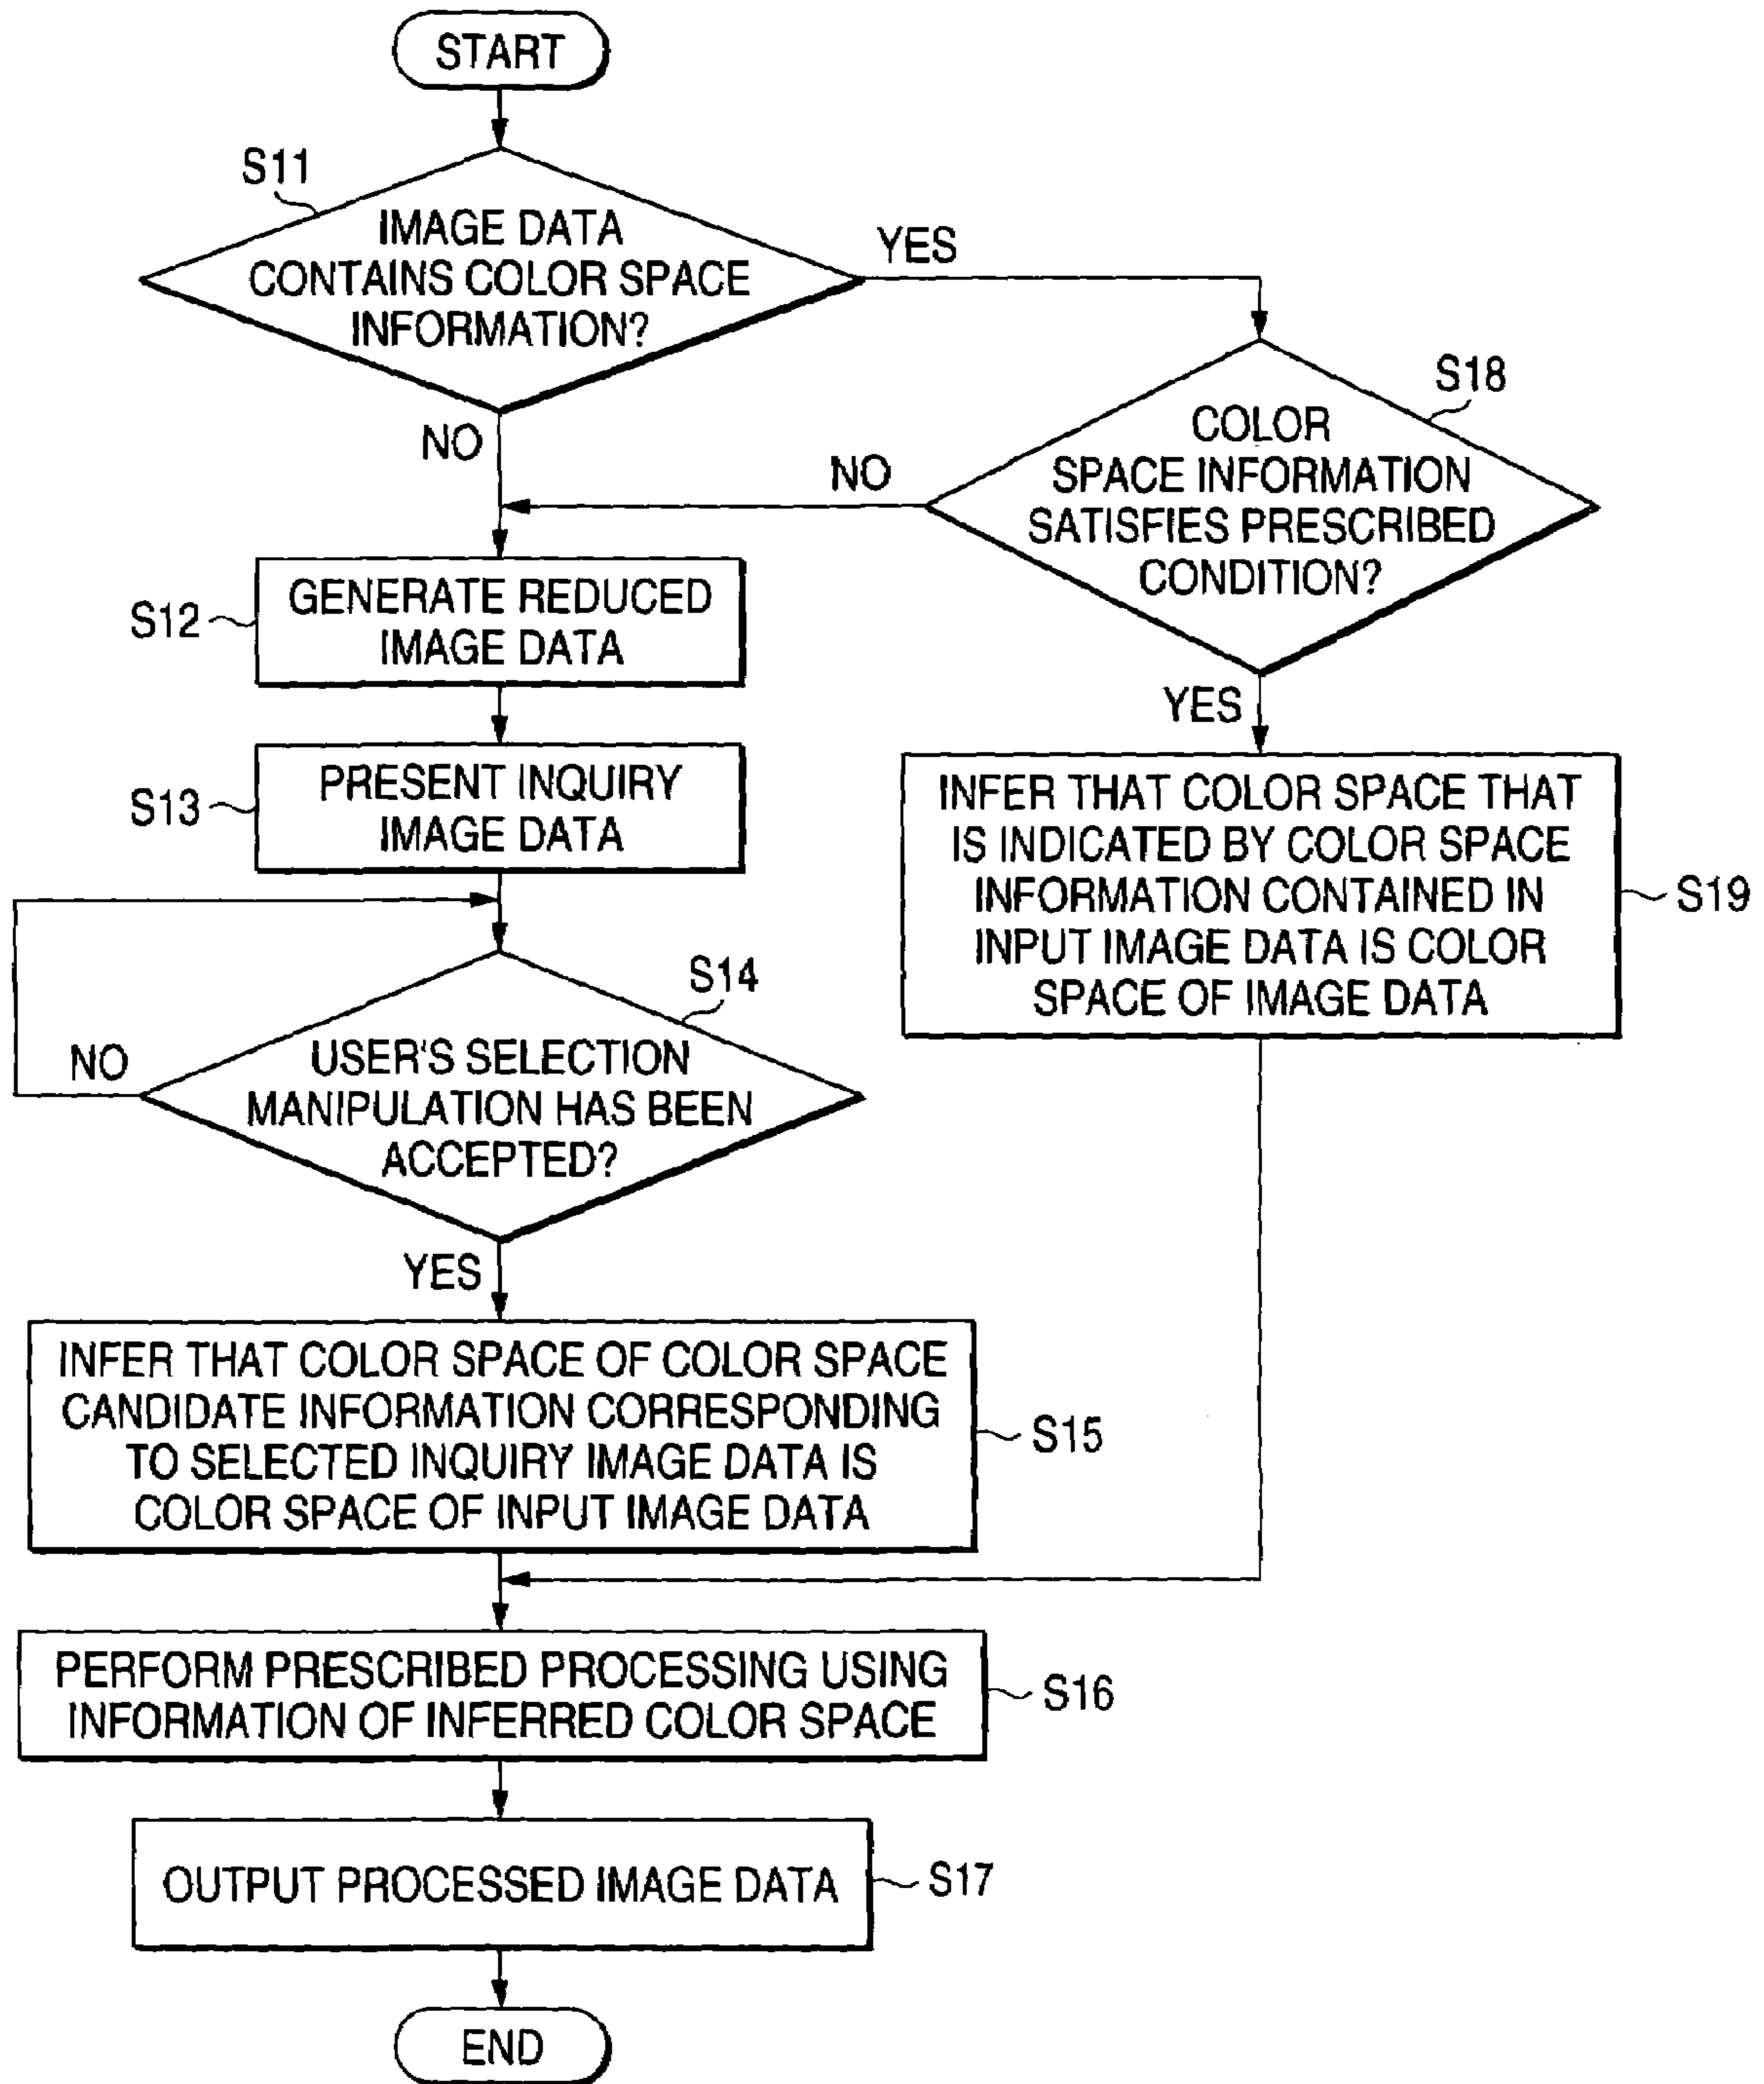 START
S11
IMAGE DATA
CONTAINS COLOR SPACE
INFORMATION?
YES
NO
S18
COLOR
SPACE INFORMATION
SATISFIES PRESCRIBED
CONDITION?
NO
YES
S12
GENERATE REDUCED
IMAGE DATA
S13
PRESENT INQUIRY
IMAGE DATA
INFER THAT COLOR SPACE THAT
IS INDICATED BY COLOR SPACE
INFORMATION CONTAINED IN
INPUT IMAGE DATA IS COLOR
SPACE OF IMAGE DATA
S19
S14
USER'S SELECTION
MANIPULATION HAS BEEN
ACCEPTED?
NO
YES
INFER THAT COLOR SPACE OF COLOR SPACE
CANDIDATE INFORMATION CORRESPONDING
TO SELECTED INQUIRY IMAGE DATA IS
COLOR SPACE OF INPUT IMAGE DATA
S15
PERFORM PRESCRIBED PROCESSING USING
INFORMATION OF INFERRED COLOR SPACE
S16
OUTPUT PROCESSED IMAGE DATA
S17
END